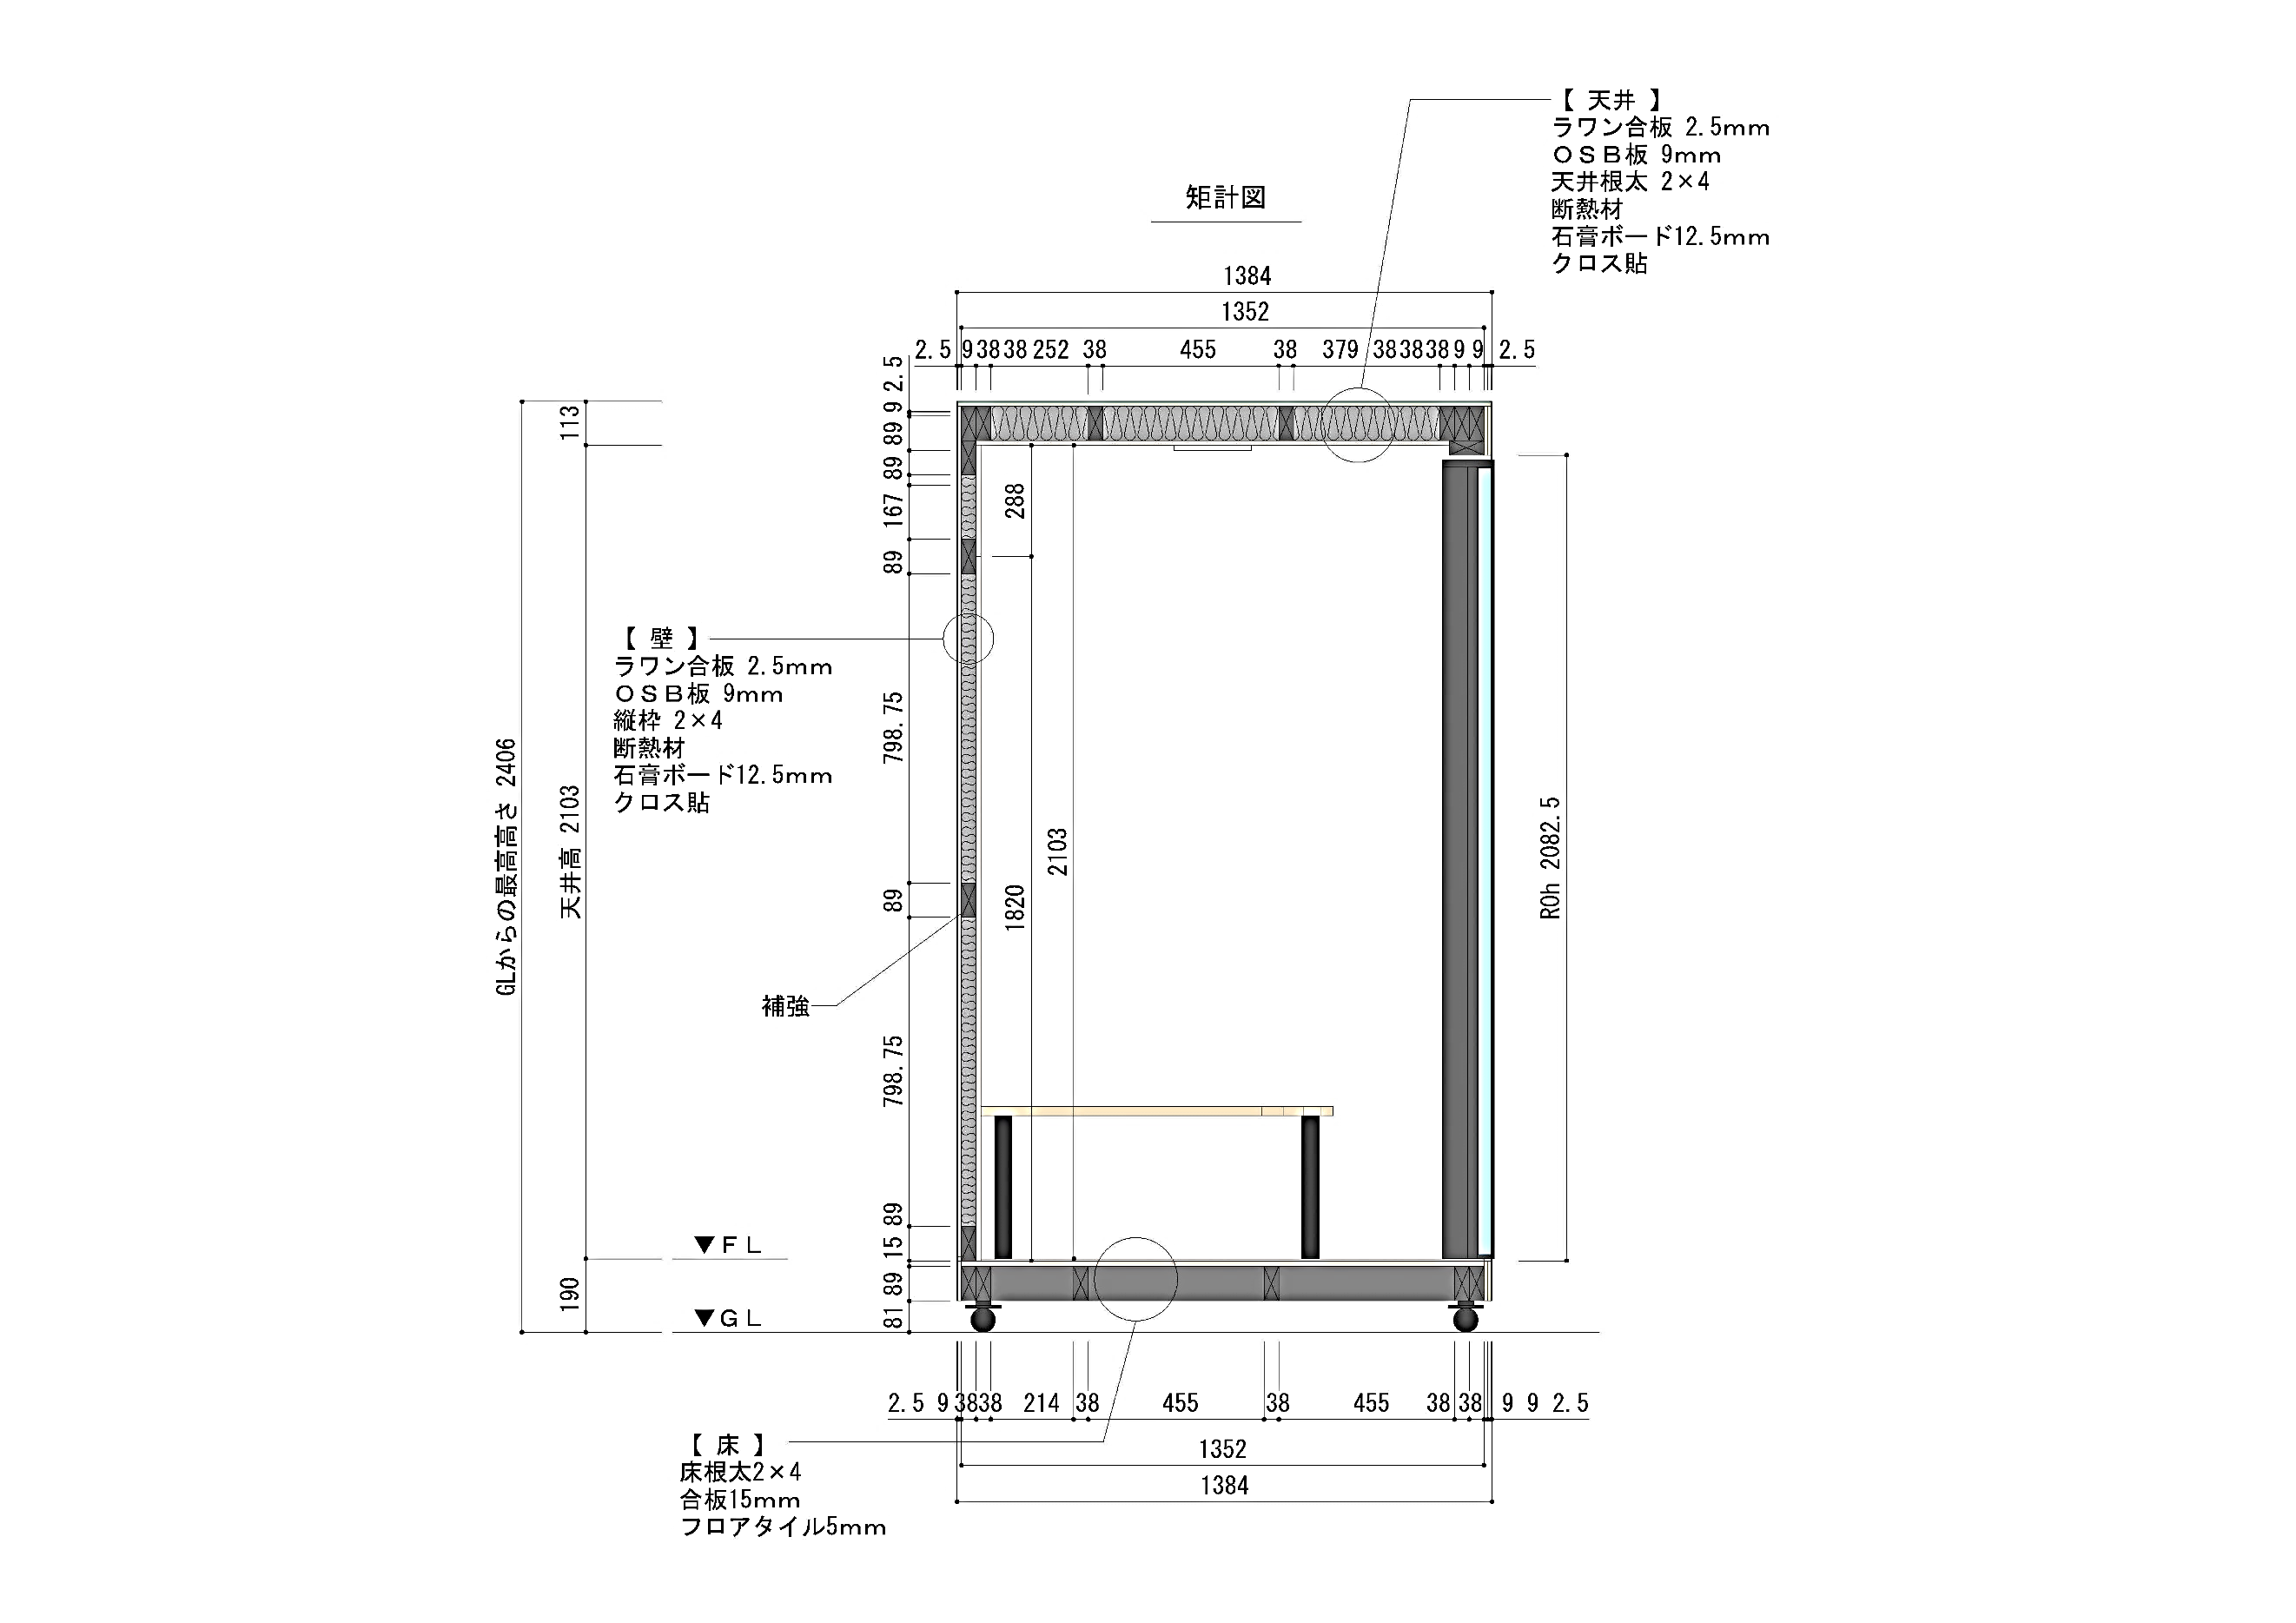 【 天井 】
ラワン合板 2.5mm
ＯＳＢ板 9mm
天井根太 2×4
断熱材
石膏ボード12.5mm
クロス貼
矩計図
1384
1352
2.5 9 38 38 252 38 455 38 379 38 38 38 9 9 2.5
113
2.5
9
89
89
167
89
798.75
89
798.75
89
15
89
81
288
1820
2103
【 壁 】
ラワン合板 2.5mm
ＯＳＢ板 9mm
縦枠 2×4
断熱材
石膏ボード12.5mm
クロス貼
GLからの最高高さ 2406
天井高 2103
ROh 2082.5
補強
▼ＦＬ
190
▼ＧＬ
2.5 9 38 38 214 38 455 38 455 38 38 9 9 2.5
1352
1384
【 床 】
床根太2×4
合板15mm
フロアタイル5mm